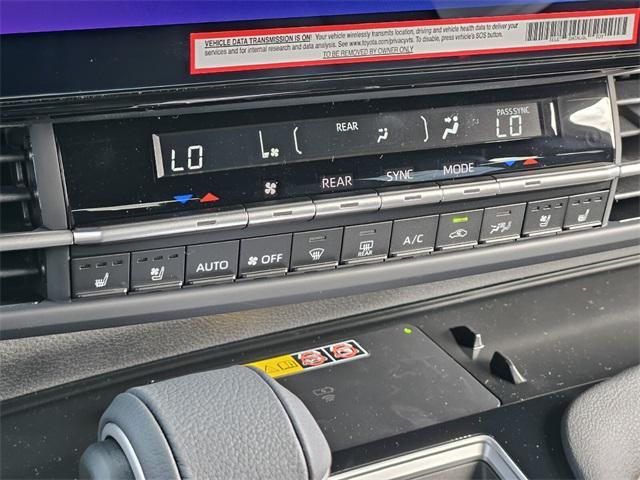 VEHICLE DATA TRANSMISSION IS ON! Your vehicle wirelessly transmits location, driving and vehicle health data to deliver your
services and for internal research and data analysis. See www.toyota.com/privacyvts. To disable, press vehicle's SOS button.
TO BE REMOVED BY OWNER ONLY
REAR
PASS SYNC
LO
LO
REAR
SYNC
MODE
AUTO
OFF
REAR
A/C